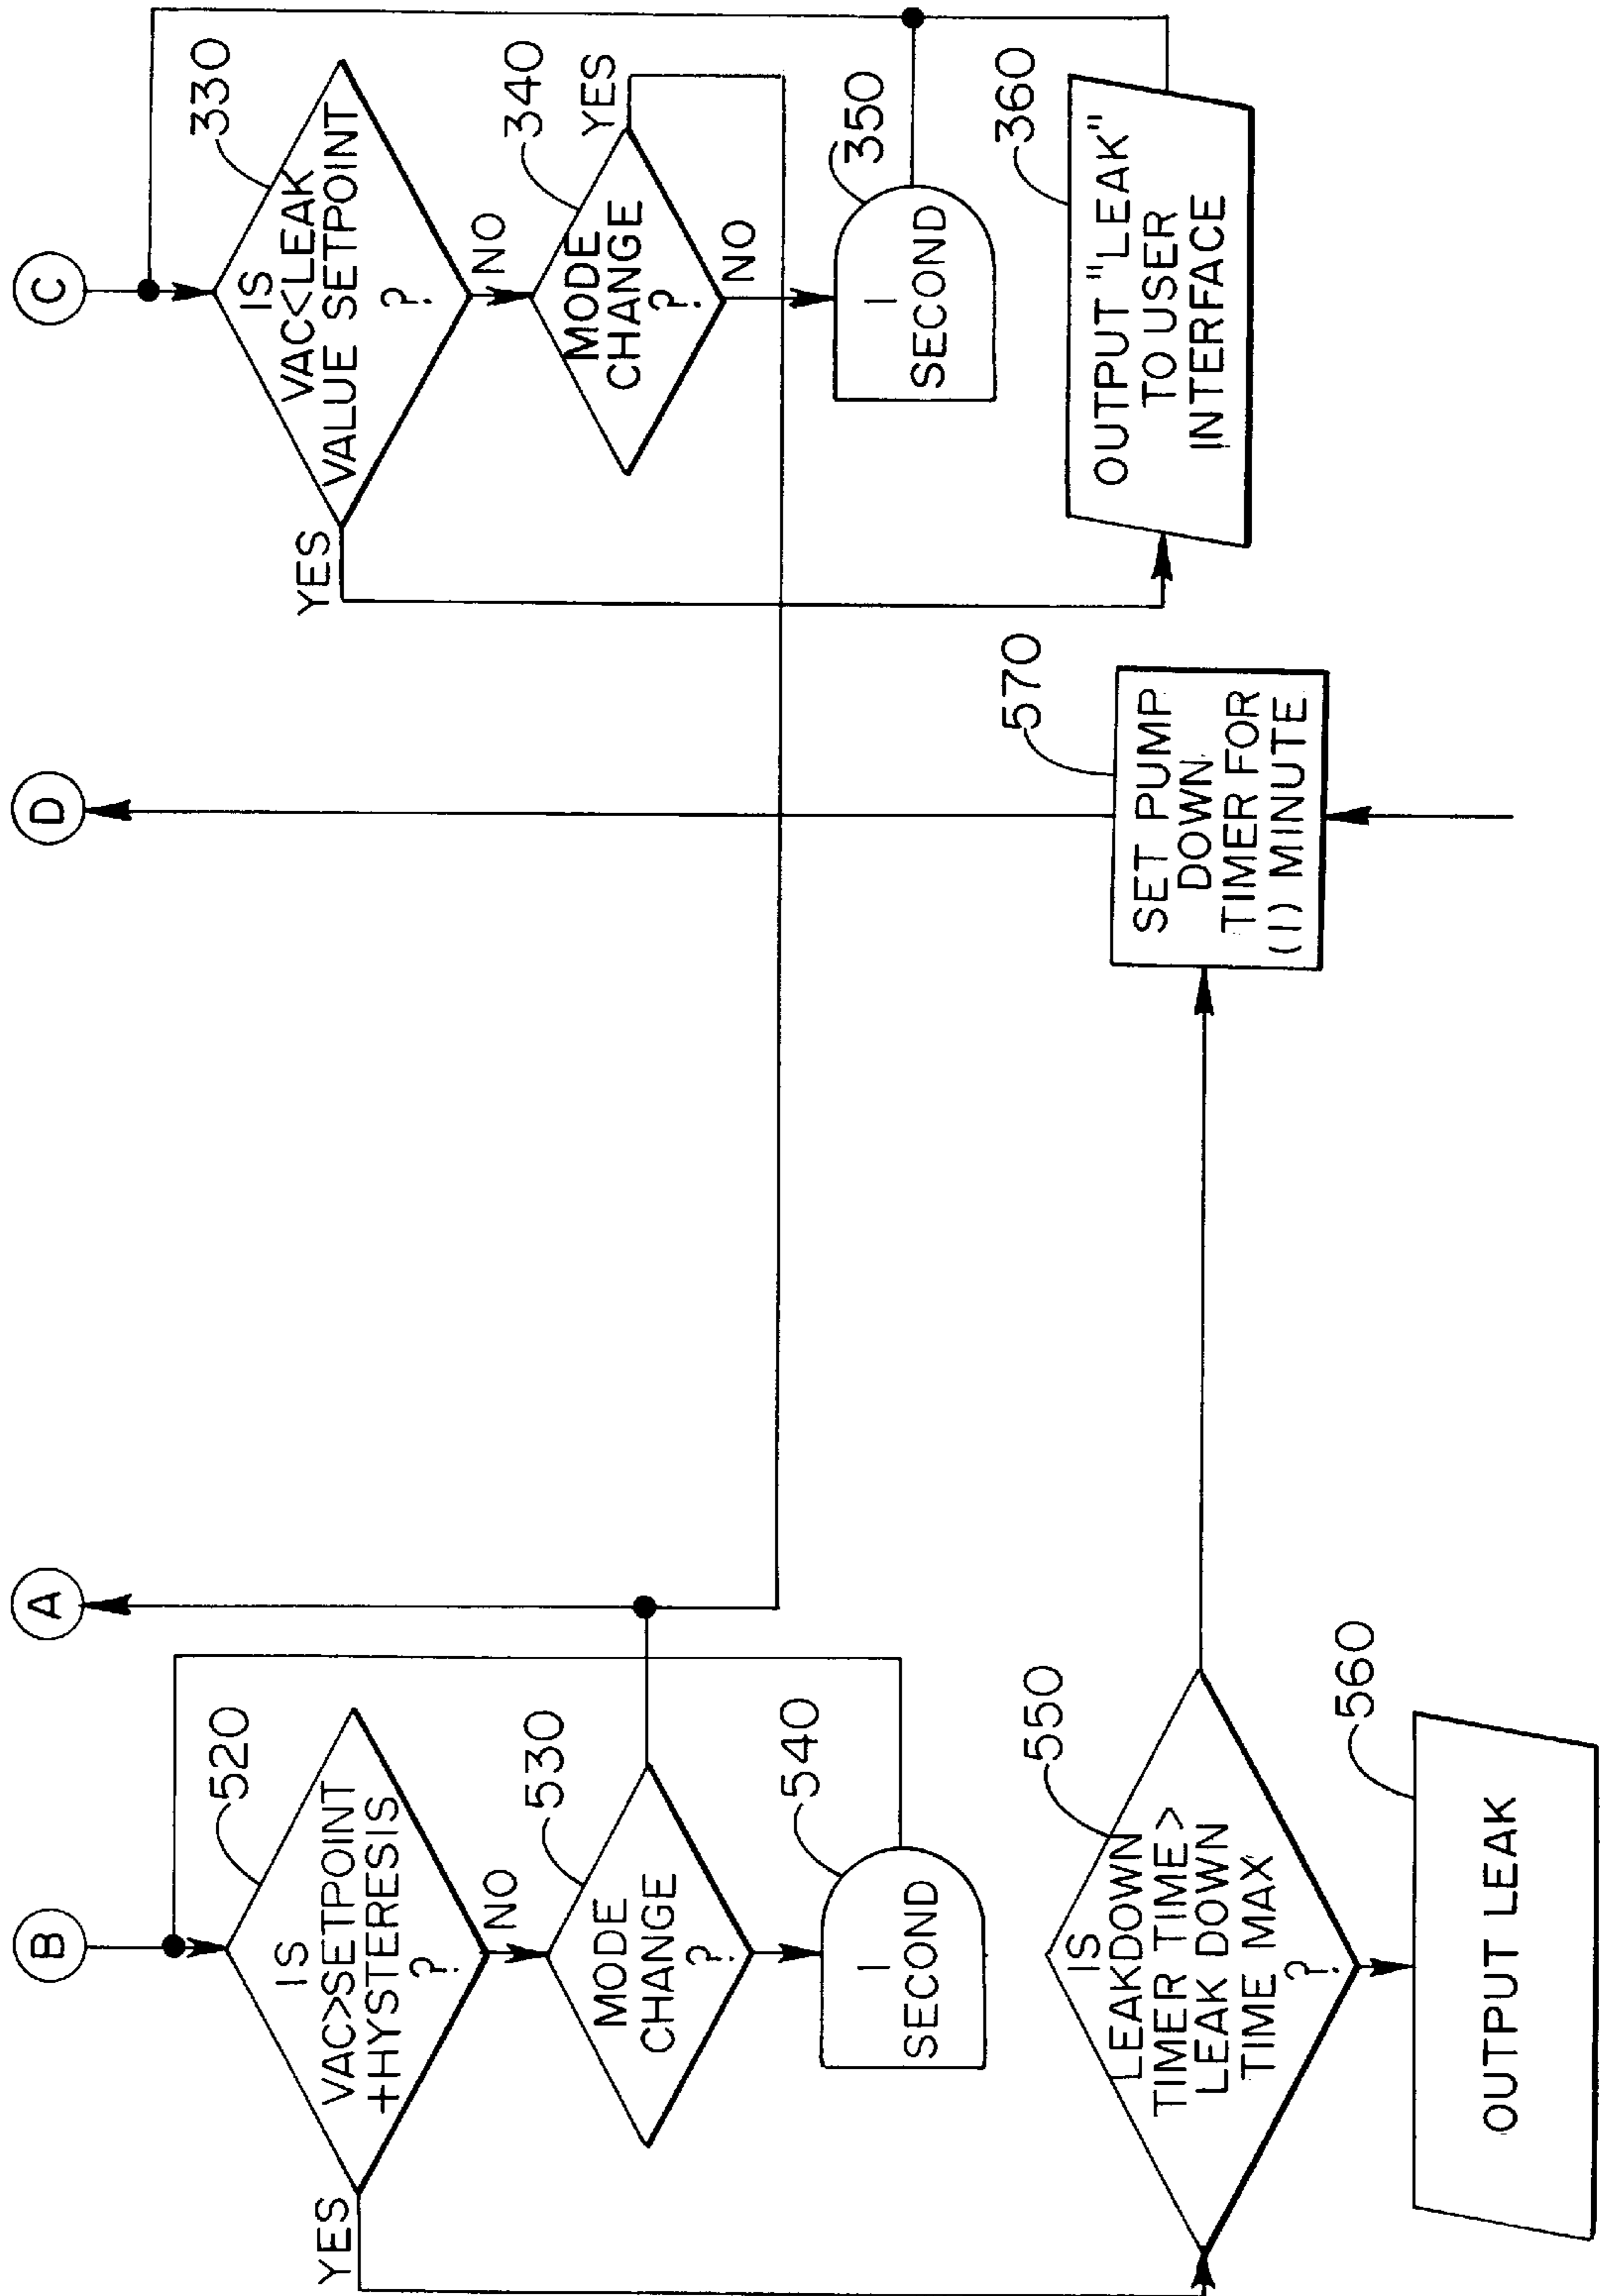 B
A
D
C
IS
VAC>SETPOINT
+HYSTERESIS
?
520
YES
NO
MODE
CHANGE
?
530
1
SECOND
540
IS
LEAKDOWN
TIMER TIME>
LEAK DOWN
TIME MAX
?
550
OUTPUT LEAK
560
SET PUMP
DOWN
TIMER FOR
(1) MINUTE
570
IS
VAC<LEAK
VALUE SETPOINT
?
330
YES
NO
MODE
CHANGE
?
340
YES
NO
1
SECOND
350
OUTPUT "LEAK"
TO USER
INTERFACE
360